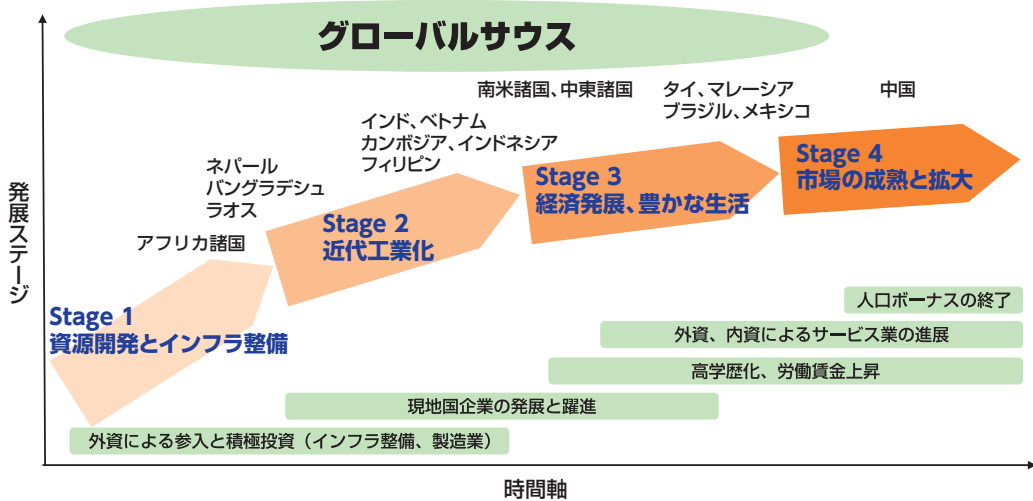 グローバルサウス
南米諸国、中東諸国
タイ、マレーシア
ブラジル、メキシコ
中国
インド、ベトナム
カンボジア、インドネシア
フィリピン
ネパール
バングラデシュ
ラオス
アフリカ諸国
発展ステージ
Stage 1
資源開発とインフラ整備
Stage 2
近代工業化
Stage 3
経済発展、豊かな生活
Stage 4
市場の成熟と拡大
人口ボーナスの終了
外資、内資によるサービス業の進展
高学歴化、労働賃金上昇
現地国企業の発展と躍進
外資による参入と積極投資（インフラ整備、製造業）
時間軸